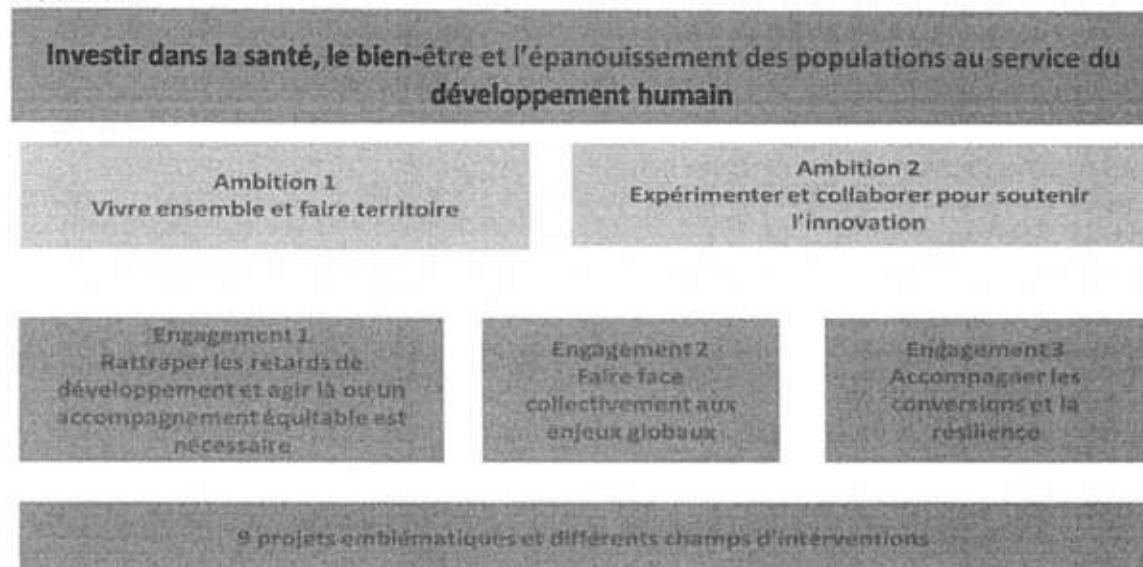 Investir dans la santé, le bien-être et l'épanouissement des populations au service du
développement humain
Ambition 1
Vivre ensemble et faire territoire
Ambition 2
Expérimenter et collaborer pour soutenir
l'innovation
Engagement 1
Rattraper les retards de
développement et agir là ou un
accompagnement équitable est
nécessaire
Engagement 2
Faire face
collectivement aux
enjeux globaux
Engagement 3
Accompagner les
conversions et la
résilience
9 projets emblématiques et différents champs d'interventions